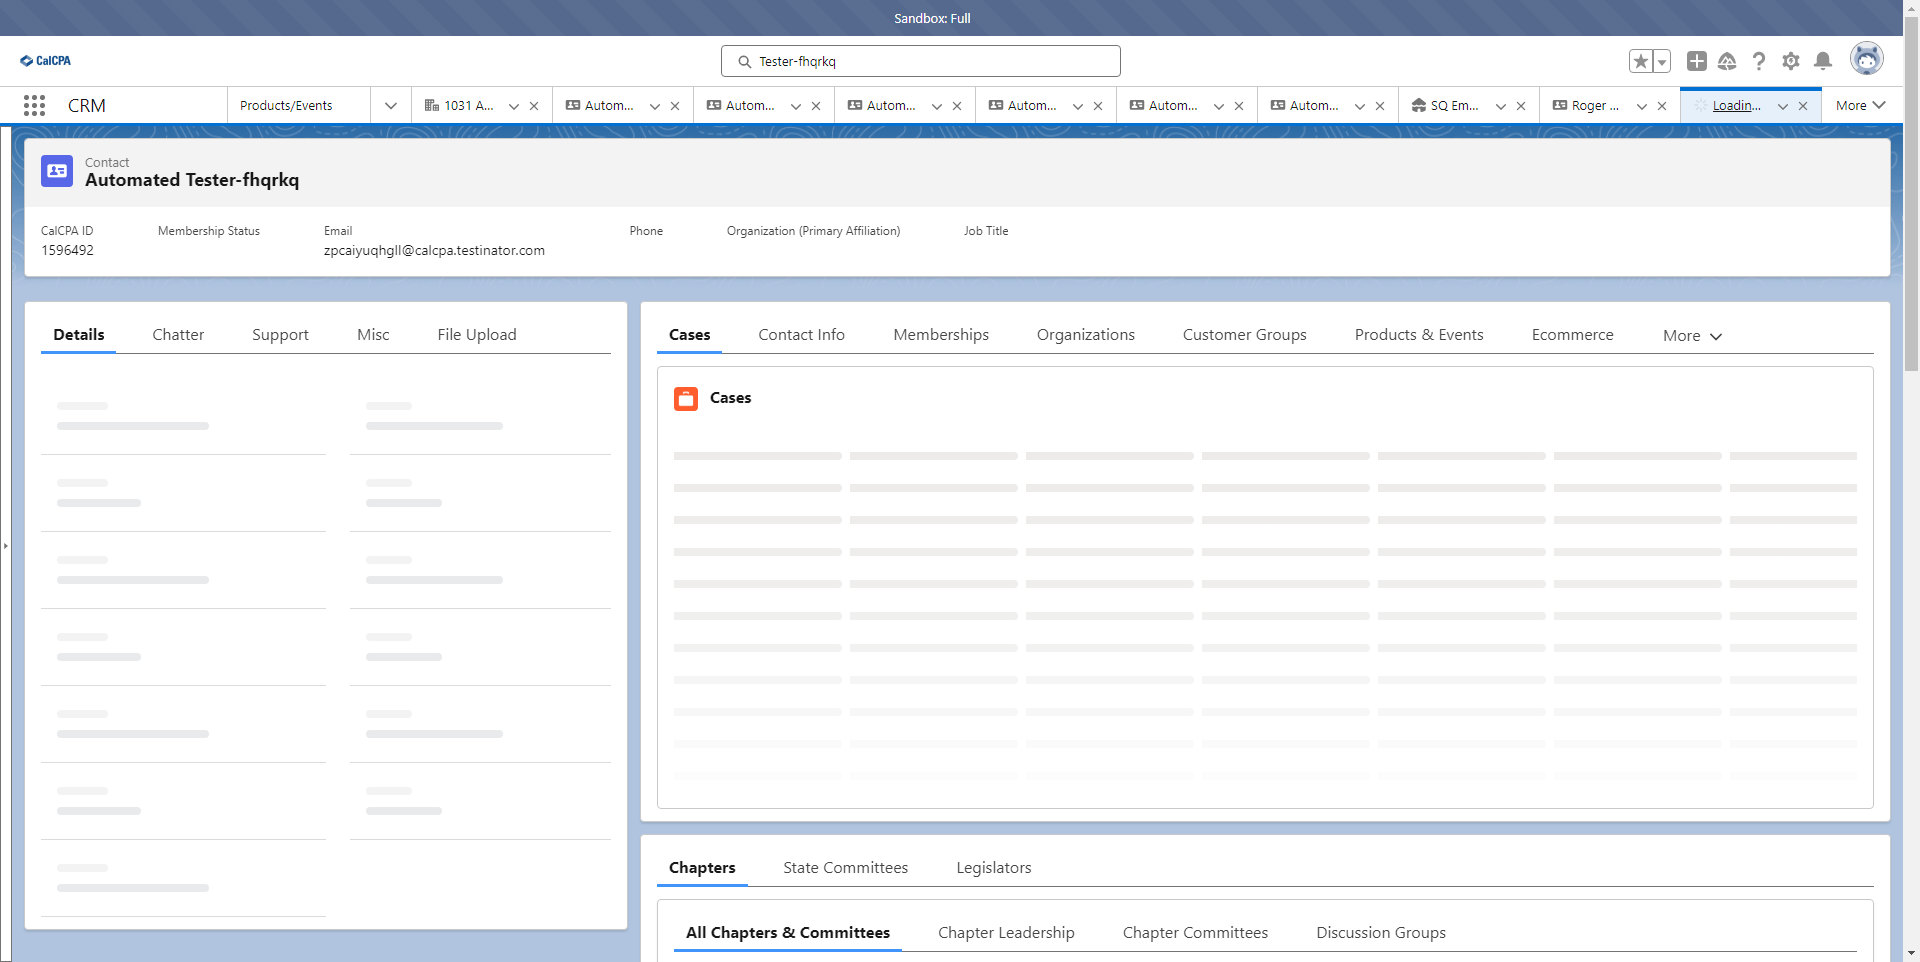 Sandbox: Full
CalCPA
Tester-fhqrkq
CRM
Products/Events
1031 A...
Autom...
Autom...
Autom...
Autom...
Autom...
Autom...
SQ Em...
Roger ...
Loadin...
More
Contact
Automated Tester-fhqrkq
CalCPA ID
1596492
Membership Status
Email
zpcaiyuqhgll@calcpa.testinator.com
Phone
Organization (Primary Affiliation)
Job Title
Details
Chatter
Support
Misc
File Upload
Cases
Contact Info
Memberships
Organizations
Customer Groups
Products & Events
Ecommerce
More
Cases
Chapters
State Committees
Legislators
All Chapters & Committees
Chapter Leadership
Chapter Committees
Discussion Groups